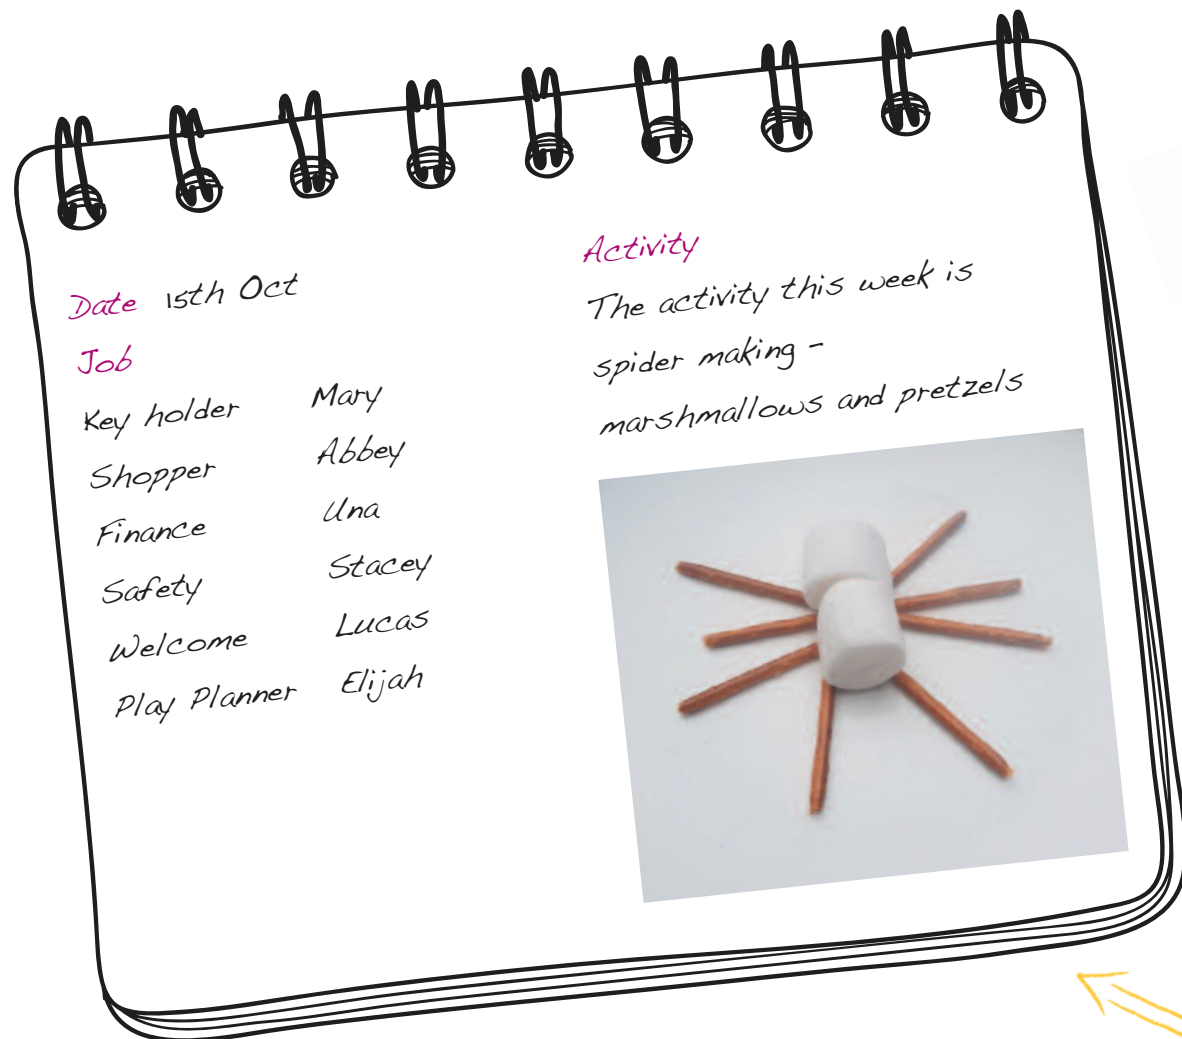 Date 15th Oct
Job
Key holder Mary
Shopper Abbey
Finance Una
Safety Stacey
Welcome Lucas
Play Planner Elijah
Activity
The activity this week is
spider making -
marshmallows and pretzels